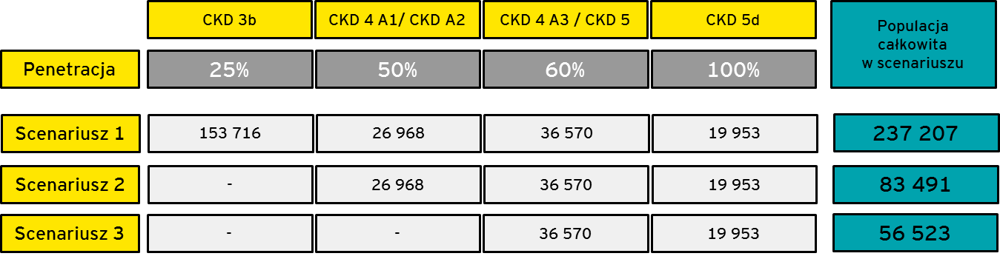 CKD 3b CKD 4 A1/ CKD A2 CKD 4 A3 / CKD 5 CKD 5d
Populacja
całkowita
w scenariuszu
Penetracja 25% 50% 60% 100%
Scenariusz 1 153 716 26 968 36 570 19 953 237 207
Scenariusz 2 - 26 968 36 570 19 953 83 491
Scenariusz 3 - - 36 570 19 953 56 523